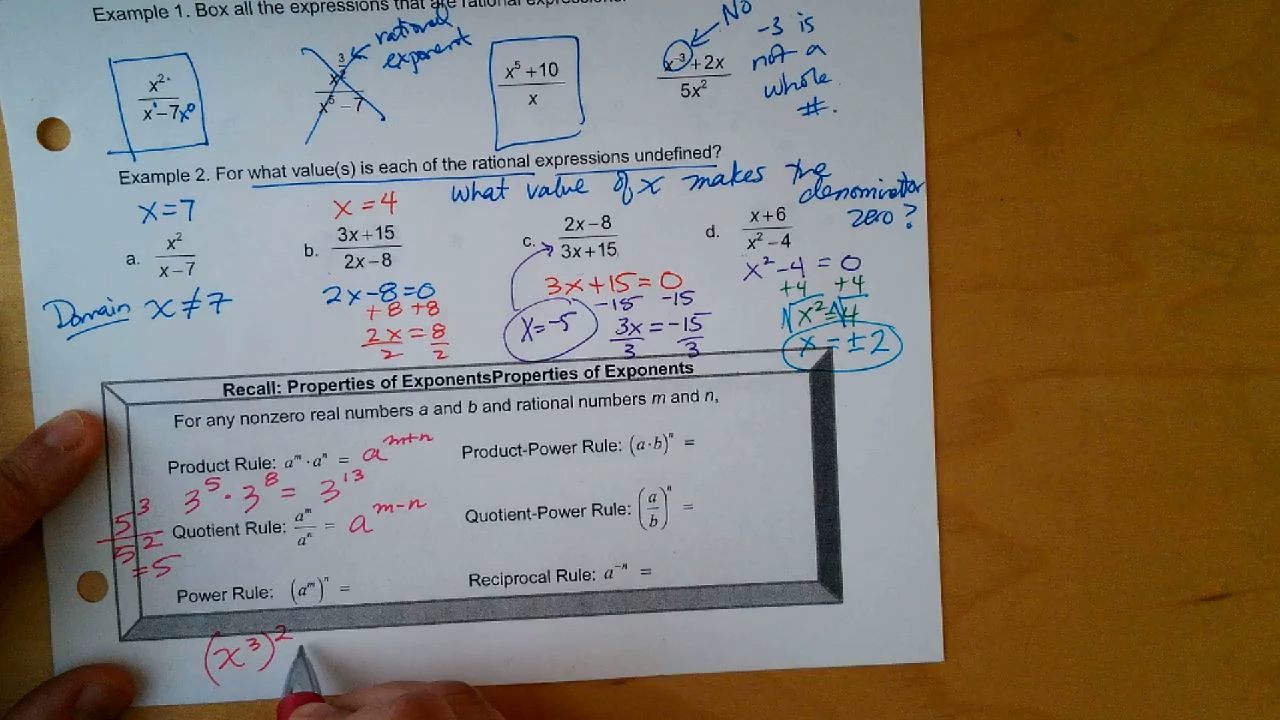 Example 1. Box all the expressions that are rational expressions.
x² / x¹ − 7x⁰
x^3 / x⁵ − 7 ← rational exponent
x⁵ + 10 / x
x⁻³ + 2x / 5x² ← No −3 is not a whole #.
Example 2. For what value(s) is each of the rational expressions undefined?
what value of x makes the denominator zero?
x = 7
a. x² / x − 7
Domain x ≠ 7
x = 4
b. 3x + 15 / 2x − 8
2x − 8 = 0
+8 +8
2x = 8
2 2
c. 2x − 8 / 3x + 15
3x + 15 = 0
−15 −15
3x = −15
3 3
x = −5
d. x + 6 / x² − 4
x² − 4 = 0
+4 +4
√x² = √4
x = ±2
Recall: Properties of ExponentsProperties of Exponents
For any nonzero real numbers a and b and rational numbers m and n,
Product Rule: aᵐ · aⁿ = a^(m+n)
3⁵ · 3⁸ = 3¹³
Quotient Rule: aᵐ / aⁿ = a^(m−n)
5³ / 5² = 5
Power Rule: (aᵐ)ⁿ =
Product-Power Rule: (a·b)ⁿ =
Quotient-Power Rule: (a/b)ⁿ =
Reciprocal Rule: a⁻ⁿ =
(x³)²